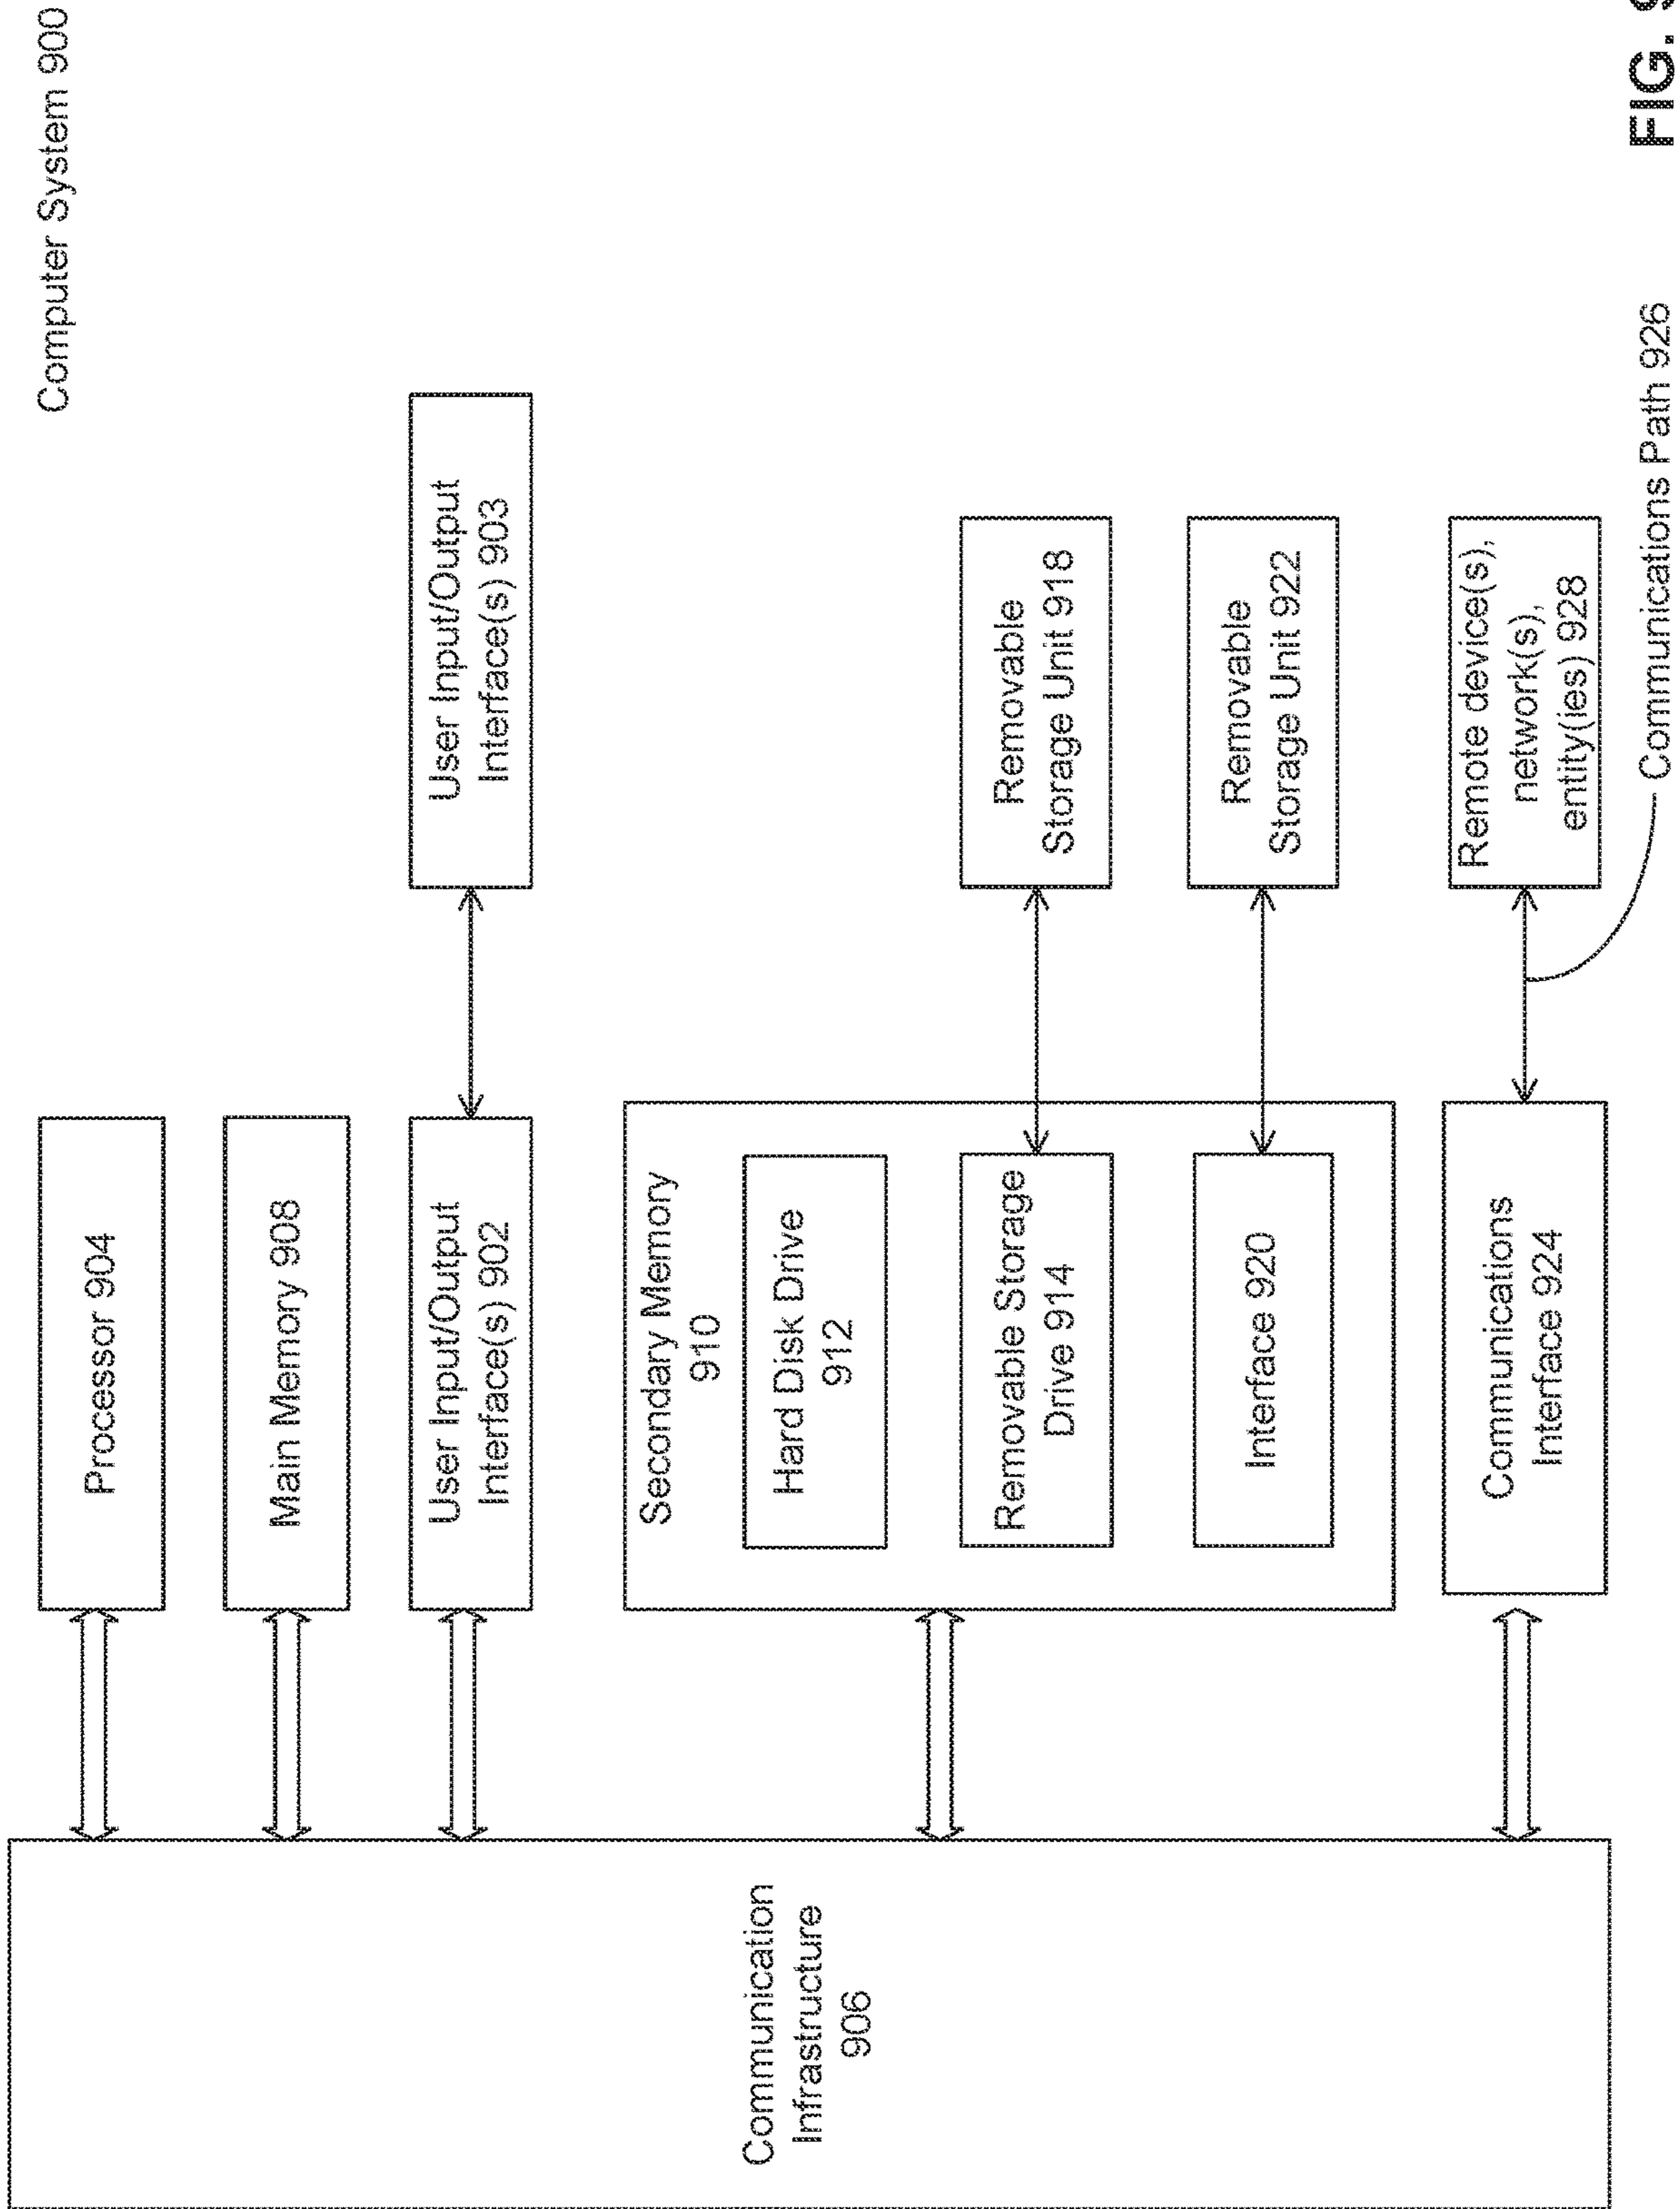 Computer System 900
Processor 904
Main Memory 908
User Input/Output
Interface(s) 902
User Input/Output
Interface(s) 903
Communication
Infrastructure
906
Secondary Memory
910
Hard Disk Drive
912
Removable Storage
Drive 914
Removable
Storage Unit 918
Interface 920
Removable
Storage Unit 922
Communications
Interface 924
Remote device(s),
network(s),
entity(ies) 928
Communications Path 926
FIG. 9